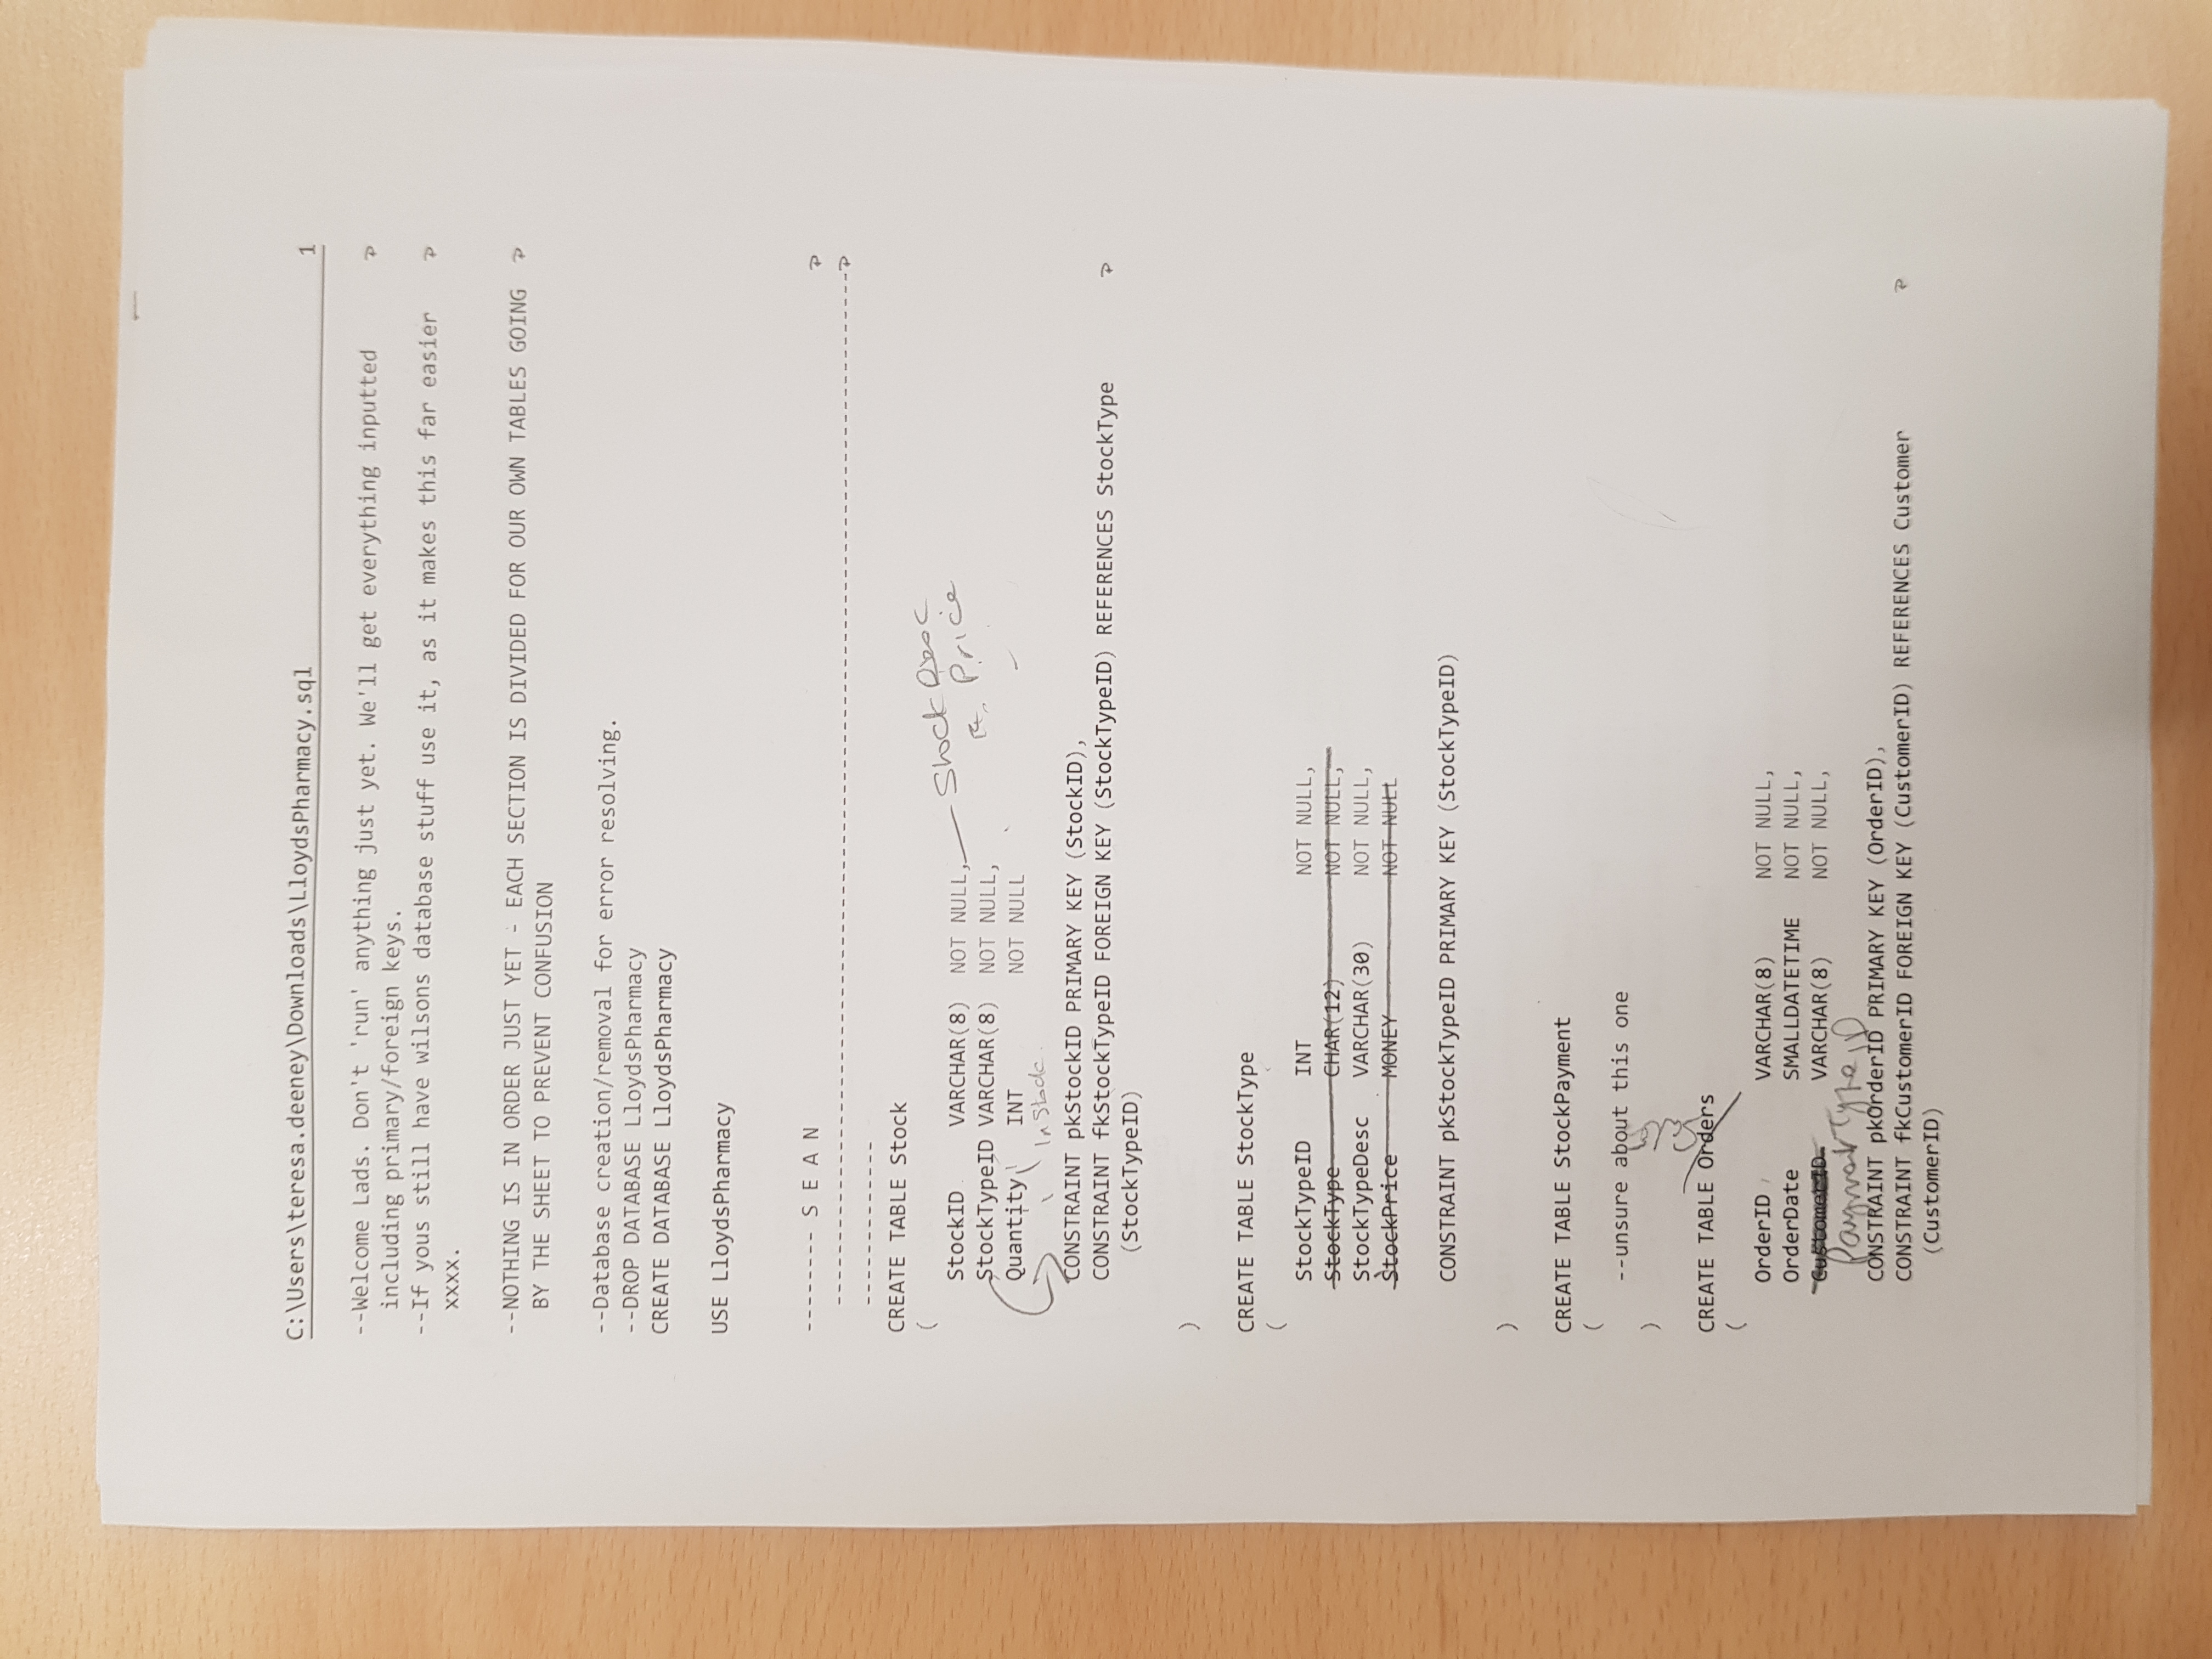 C:\Users\teresa.deeney\Downloads\LloydsPharmacy.sql 1
--Welcome Lads. Don't 'run' anything just yet. We'll get everything inputted
including primary/foreign keys.
--If yous still have wilsons database stuff use it, as it makes this far easier
xxxx.
--NOTHING IS IN ORDER JUST YET - EACH SECTION IS DIVIDED FOR OUR OWN TABLES GOING
BY THE SHEET TO PREVENT CONFUSION
--Database creation/removal for error resolving.
--DROP DATABASE LloydsPharmacy
CREATE DATABASE LloydsPharmacy
USE LloydsPharmacy
-------- S E A N
--------------------------------------------------------------------------------
-------------
CREATE TABLE Stock
(
StockID VARCHAR(8) NOT NULL, StockDesc
Price
StockTypeID VARCHAR(8) NOT NULL,
Quantity INT NOT NULL
InStock
CONSTRAINT pkStockID PRIMARY KEY (StockID),
CONSTRAINT fkStockTypeID FOREIGN KEY (StockTypeID) REFERENCES StockType
(StockTypeID)
)
CREATE TABLE StockType
(
StockTypeID INT NOT NULL,
StockType CHAR(12) NOT NULL,
StockTypeDesc VARCHAR(30) NOT NULL,
StockPrice MONEY NOT NULL
CONSTRAINT pkStockTypeID PRIMARY KEY (StockTypeID)
)
CREATE TABLE StockPayment
(
--unsure about this one
)
Sales
CREATE TABLE Orders
(
OrderID VARCHAR(8) NOT NULL,
OrderDate SMALLDATETIME NOT NULL,
CustomerID VARCHAR(8) NOT NULL,
PaymentTypeID
CONSTRAINT pkOrderID PRIMARY KEY (OrderID),
CONSTRAINT fkCustomerID FOREIGN KEY (CustomerID) REFERENCES Customer
(CustomerID)